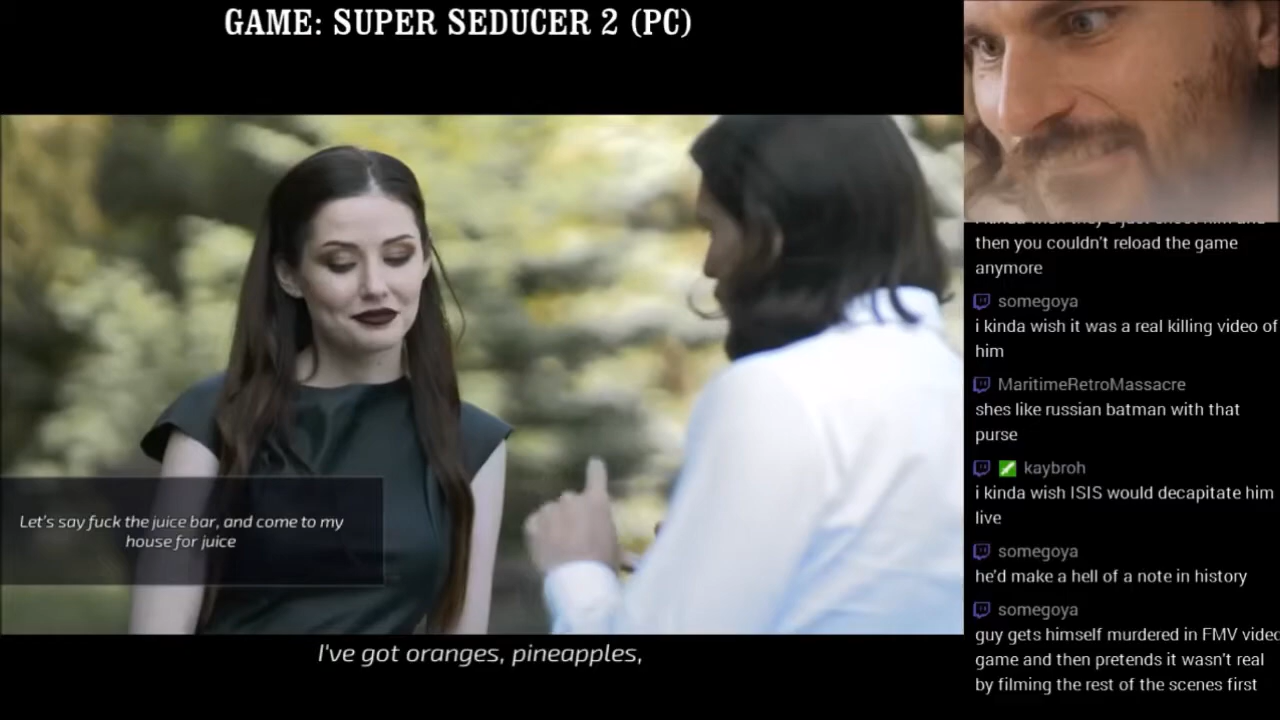 GAME: SUPER SEDUCER 2 (PC)
Let's say fuck the juice bar, and come to my
house for juice
I've got oranges, pineapples,
then you couldn't reload the game
anymore
somegoya
i kinda wish it was a real killing video of
him
MaritimeRetroMassacre
shes like russian batman with that
purse
kaybroh
i kinda wish ISIS would decapitate him
live
somegoya
he'd make a hell of a note in history
somegoya
guy gets himself murdered in FMV video
game and then pretends it wasn't real
by filming the rest of the scenes first